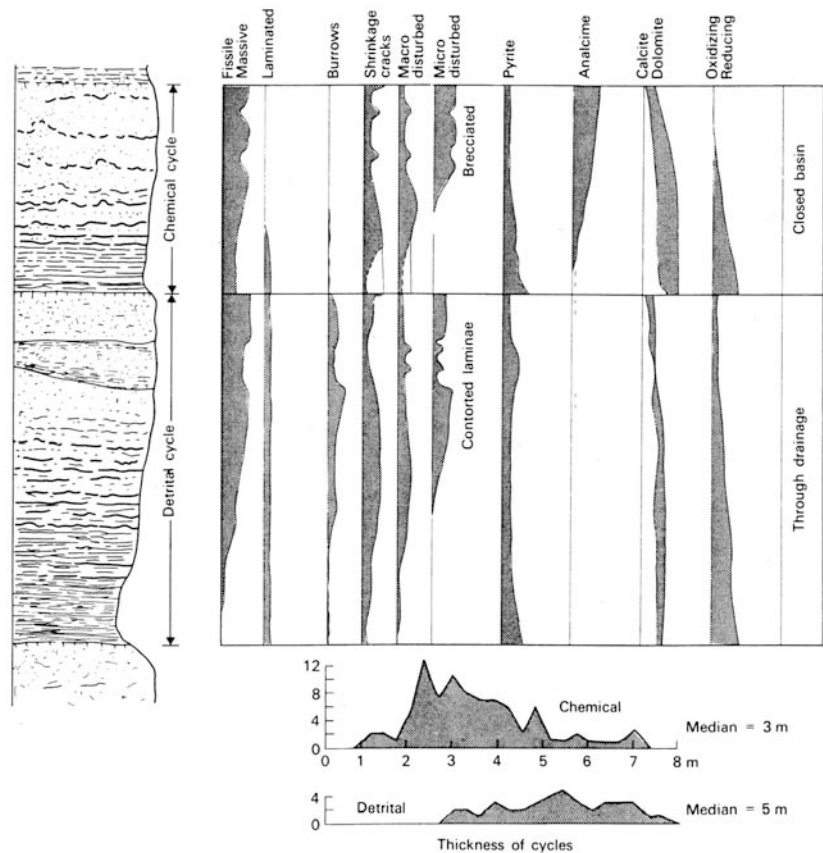 Fissile
Massive
Laminated
Burrows
Shrinkage
cracks
Macro
disturbed
Micro
disturbed
Pyrite
Analcime
Calcite
Dolomite
Oxidizing
Reducing
Chemical cycle
Brecciated
Closed basin
Detrital cycle
Contorted laminae
Through drainage
12
8
4
0
Chemical
Median = 3 m
1 2 3 4 5 6 7 8 m
4
0
Detrital
Median = 5 m
Thickness of cycles